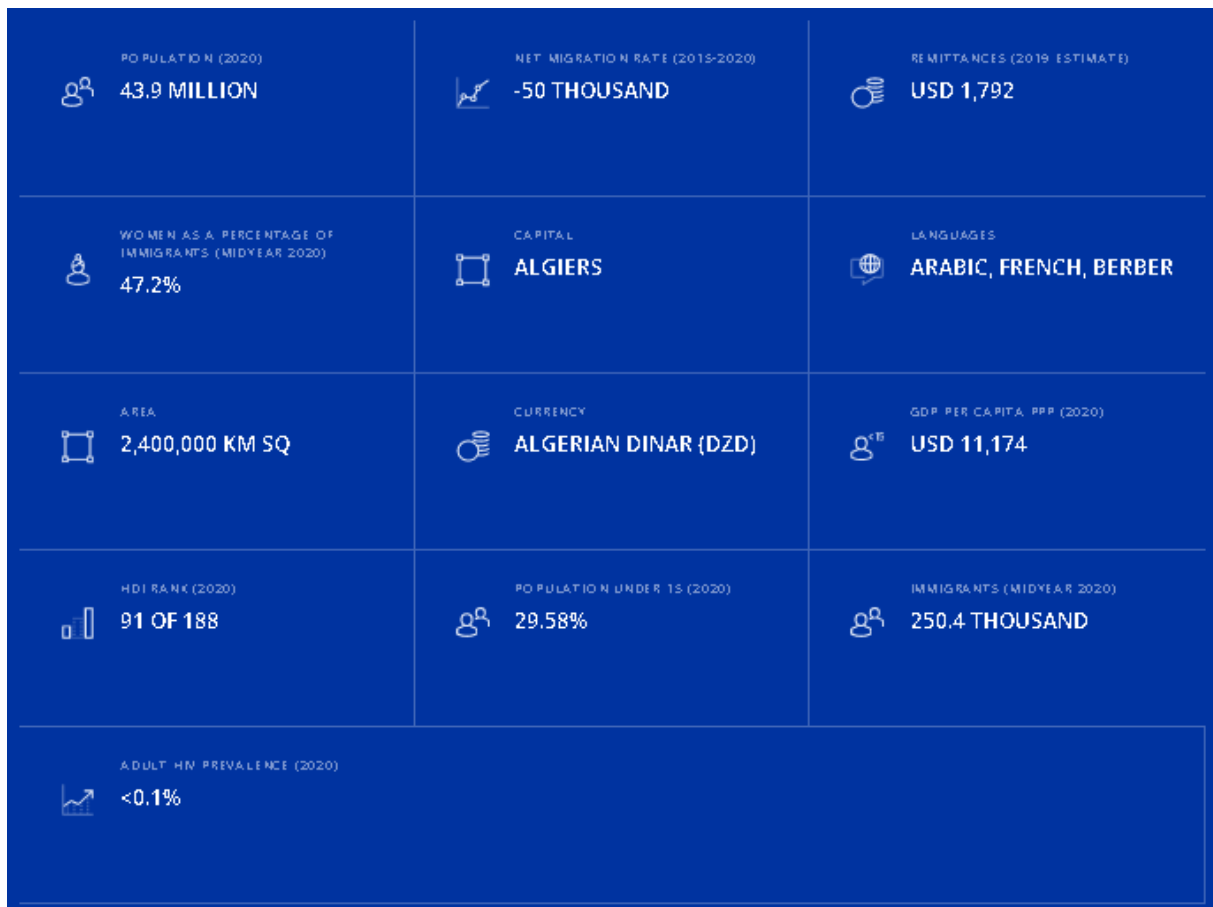 POPULATION (2020)
43.9 MILLION
NET MIGRATION RATE (2015-2020)
-50 THOUSAND
REMITTANCES (2019 ESTIMATE)
USD 1,792
WOMEN AS A PERCENTAGE OF
IMMIGRANTS (MIDYEAR 2020)
47.2%
CAPITAL
ALGIERS
LANGUAGES
ARABIC, FRENCH, BERBER
AREA
2,400,000 KM SQ
CURRENCY
ALGERIAN DINAR (DZD)
<15
GDP PER CAPITA PPP (2020)
USD 11,174
HDI RANK (2020)
91 OF 188
POPULATION UNDER 15 (2020)
29.58%
IMMIGRANTS (MIDYEAR 2020)
250.4 THOUSAND
ADULT HIV PREVALENCE (2020)
<0.1%